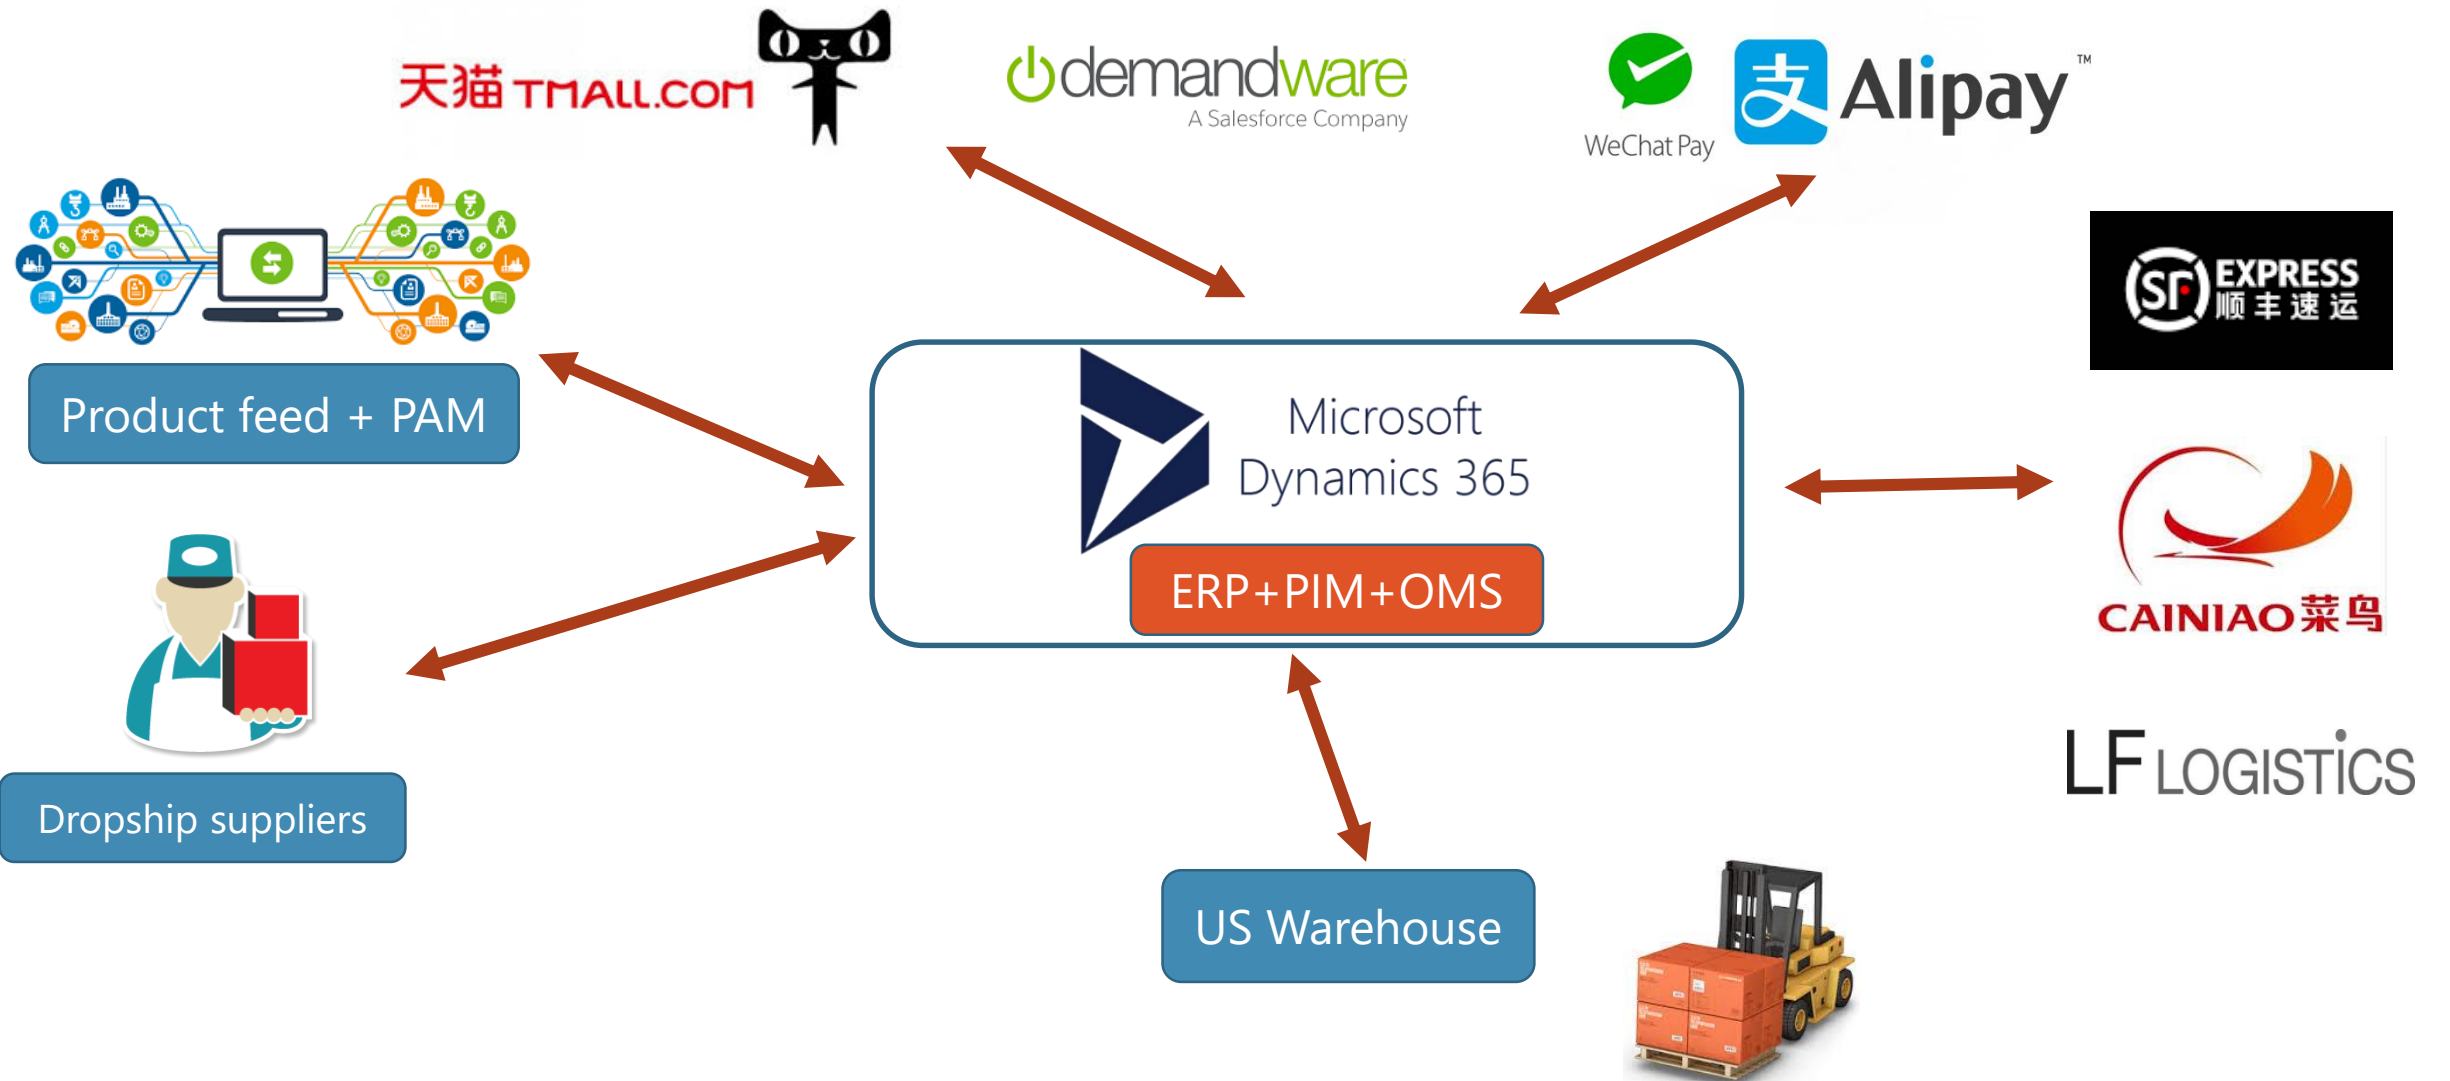 天猫 TMALL.COM
demandware
A Salesforce Company
WeChat Pay
支 Alipay™
SF EXPRESS
顺丰速运
Product feed + PAM
Microsoft
Dynamics 365
ERP+PIM+OMS
CAINIAO菜鸟
Dropship suppliers
LF LOGISTICS
US Warehouse